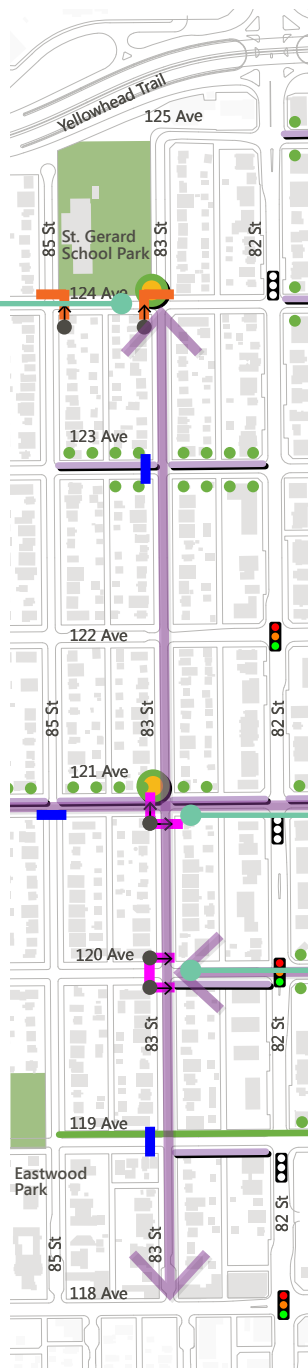 Yellowhead Trail
125 Ave
85 St
St. Gerard
School Park
83 St
82 St
124 Ave
123 Ave
122 Ave
85 St
83 St
82 St
121 Ave
120 Ave
83 St
82 St
119 Ave
Eastwood
Park
85 St
83 St
82 St
118 Ave